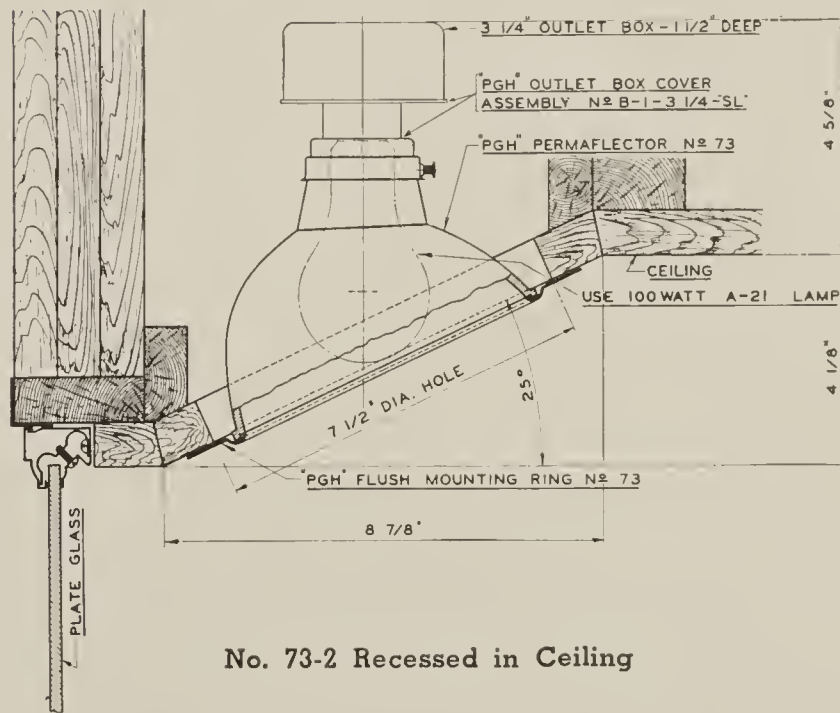 3 1/4" OUTLET BOX - 1 1/2" DEEP
"PGH" OUTLET BOX COVER
ASSEMBLY Nº B-1-3 1/4-"SL"
"PGH" PERMAFLECTOR Nº 73
4 5/8"
CEILING
USE 100 WATT A-21 LAMP
4 1/8"
25°
7 1/2" DIA. HOLE
"PGH" FLUSH MOUNTING RING Nº 73
8 7/8"
PLATE GLASS
No. 73-2 Recessed in Ceiling